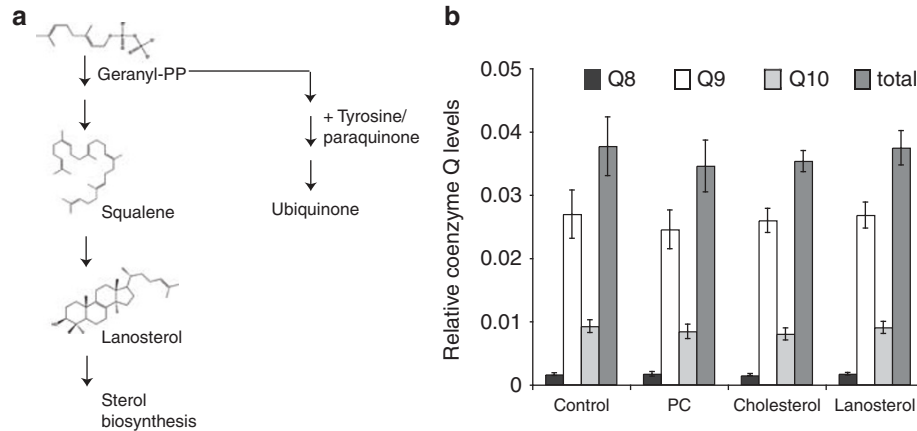 a
Geranyl-PP
+ Tyrosine/
paraquinone
Squalene
Ubiquinone
Lanosterol
Sterol
biosynthesis
b
Q8 Q9 Q10 total
Relative coenzyme Q levels
0.05
0.04
0.03
0.02
0.01
0
Control PC Cholesterol Lanosterol